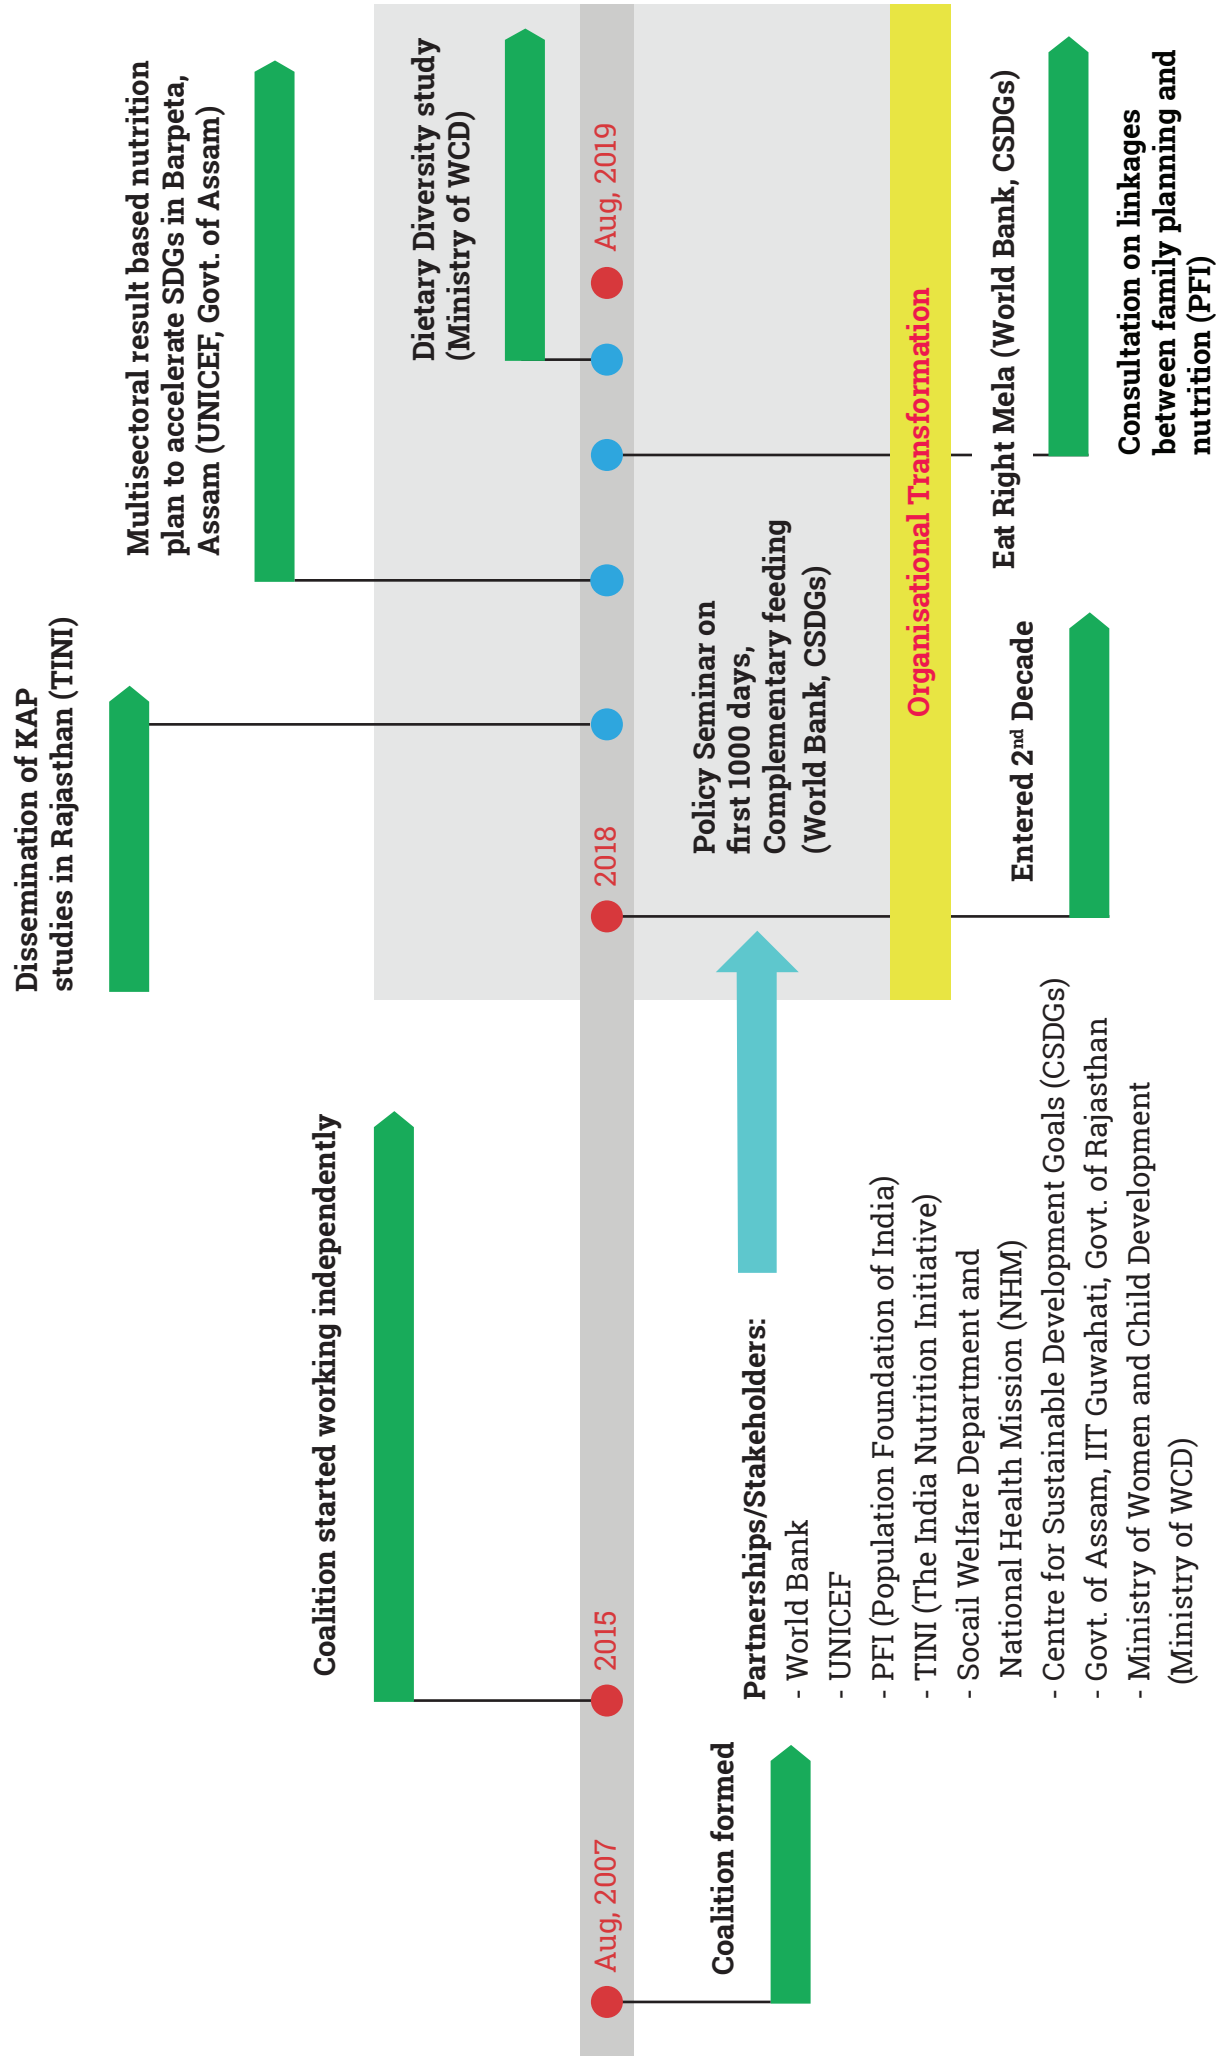 Dissemination of KAP
studies in Rajasthan (TINI)
Multisectoral result based nutrition
plan to accelerate SDGs in Barpeta,
Assam (UNICEF, Govt. of Assam)
Coalition started working independently
Dietary Diversity study
(Ministry of WCD)
Aug, 2007
2015
2018
Aug, 2019
Coalition formed
Partnerships/Stakeholders:
- World Bank
- UNICEF
- PFI (Population Foundation of India)
- TINI (The India Nutrition Initiative)
- Socail Welfare Department and
National Health Mission (NHM)
- Centre for Sustainable Development Goals (CSDGs)
- Govt. of Assam, IIT Guwahati, Govt. of Rajasthan
- Ministry of Women and Child Development
(Ministry of WCD)
Policy Seminar on
first 1000 days,
Complementary feeding
(World Bank, CSDGs)
Organisational Transformation
Entered 2nd Decade
Eat Right Mela (World Bank, CSDGs)
Consultation on linkages
between family planning and
nutrition (PFI)